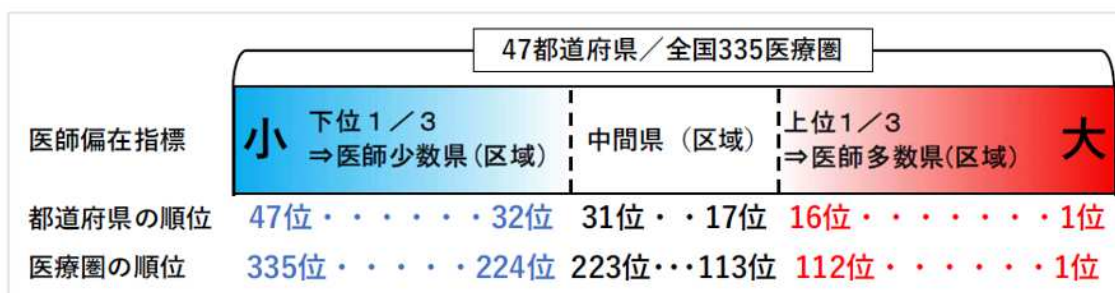 47都道府県／全国335医療圏
医師偏在指標
小
下位１／３
⇒医師少数県(区域)
中間県（区域）
上位１／３
⇒医師多数県(区域)
大
都道府県の順位 47位・・・・・・32位 31位・・17位 16位・・・・・・・1位
医療圏の順位 335位・・・・・224位 223位･･･113位 112位・・・・・・1位